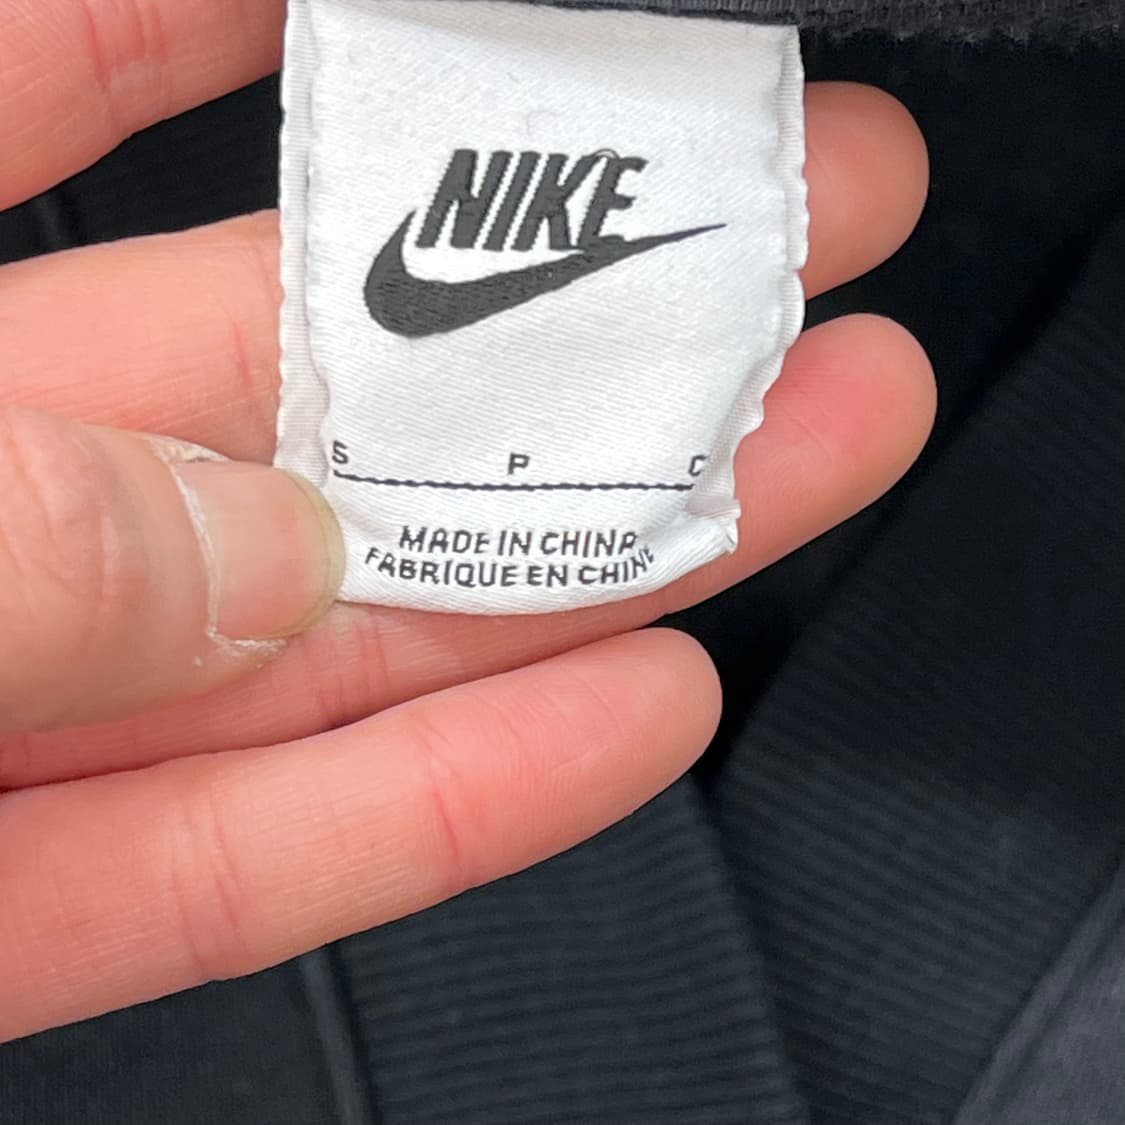 NIKE
S P C
MADE IN CHINA
FABRIQUE EN CHINE